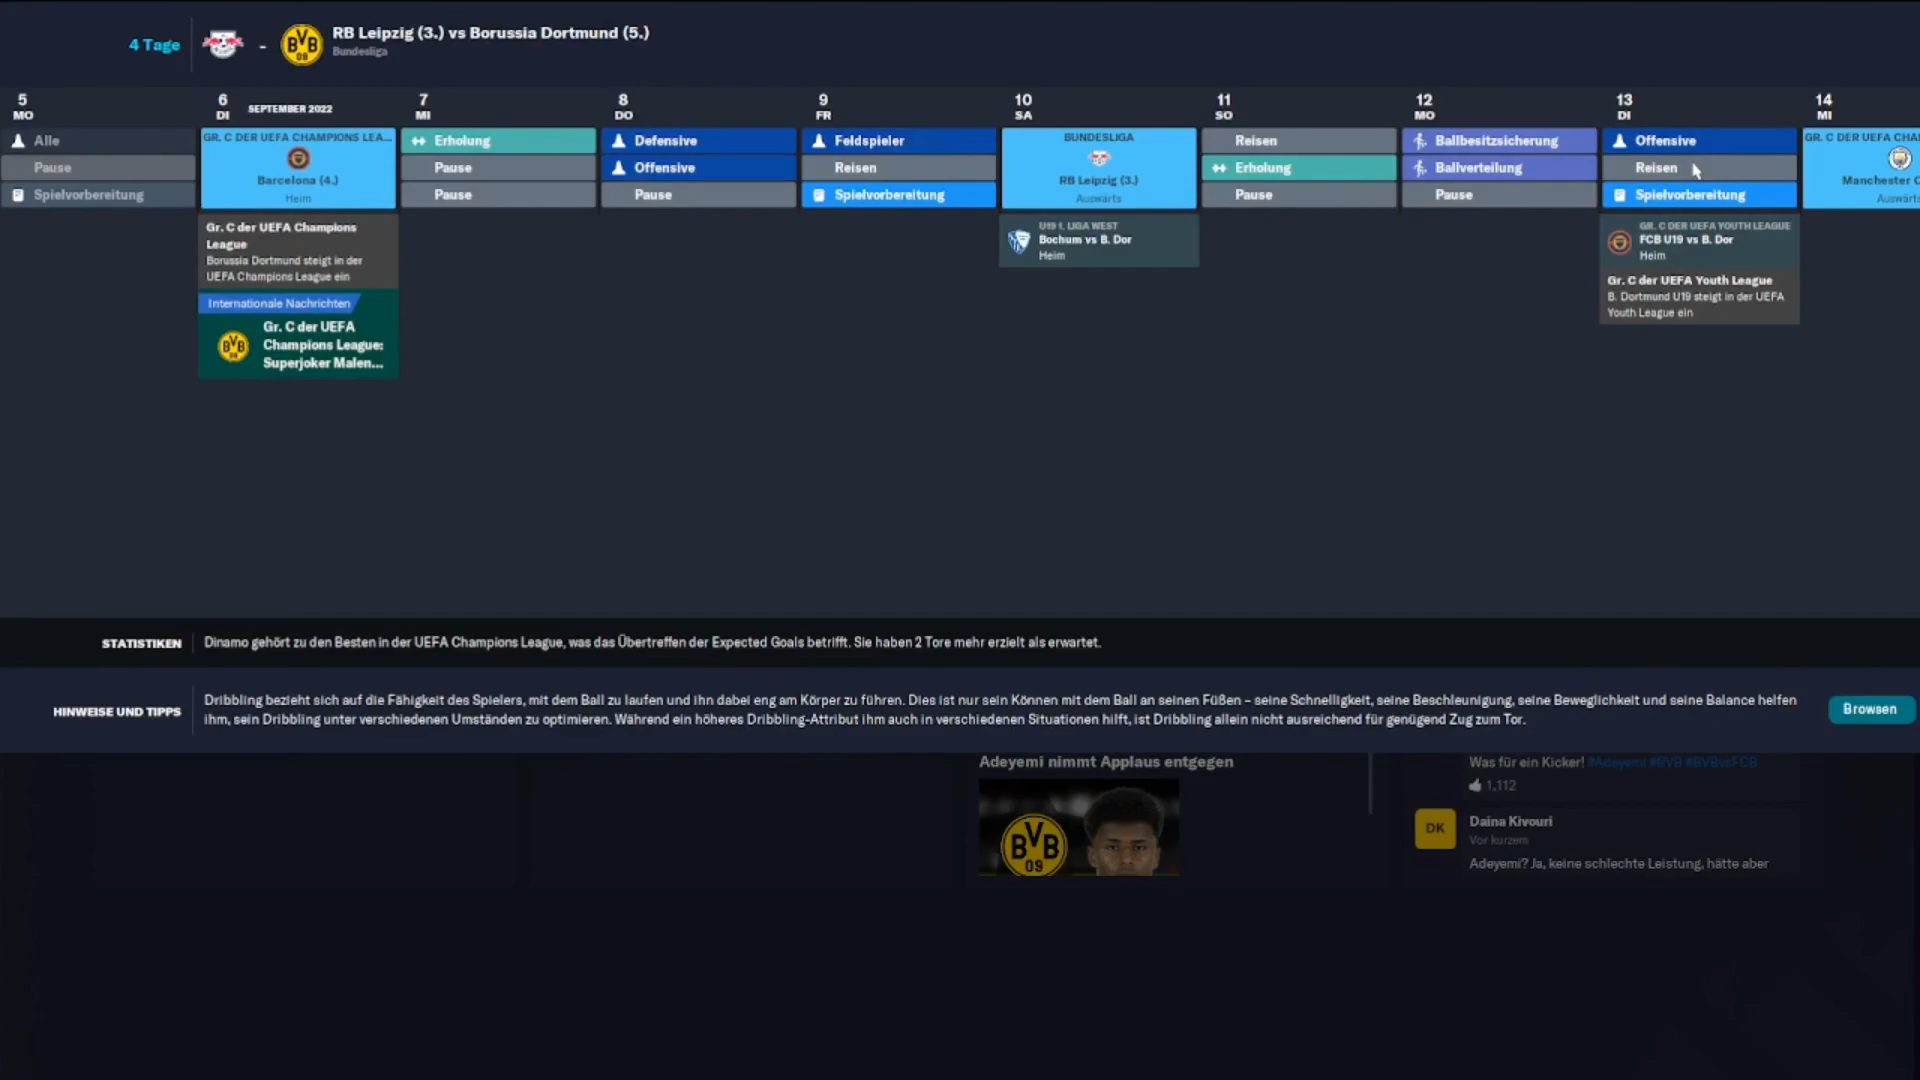 4 Tage
-
RB Leipzig (3.) vs Borussia Dortmund (5.)
Bundesliga
5
MO
Alle
Pause
Spielvorbereitung
6
DI
SEPTEMBER 2022
GR. C DER UEFA CHAMPIONS LEA...
Barcelona (4.)
Heim
Gr. C der UEFA Champions
League
Borussia Dortmund steigt in der
UEFA Champions League ein
Internationale Nachrichten
BVB
09
Gr. C der UEFA
Champions League:
Superjoker Malen...
7
MI
Erholung
Pause
Pause
8
DO
Defensive
Offensive
Pause
9
FR
Feldspieler
Reisen
Spielvorbereitung
10
SA
BUNDESLIGA
RB Leipzig (3.)
Auswärts
U19 1. LIGA WEST
Bochum vs B. Dor
Heim
11
SO
Reisen
Erholung
Pause
12
MO
Ballbesitzsicherung
Ballverteilung
Pause
13
DI
Offensive
Reisen
Spielvorbereitung
GR. C DER UEFA YOUTH LEAGUE
FCB U19 vs B. Dor
Heim
Gr. C der UEFA Youth League
B. Dortmund U19 steigt in der UEFA
Youth League ein
14
MI
GR. C DER UEFA CHA
Manchester C
Auswärt
STATISTIKEN
Dinamo gehört zu den Besten in der UEFA Champions League, was das Übertreffen der Expected Goals betrifft. Sie haben 2 Tore mehr erzielt als erwartet.
HINWEISE UND TIPPS
Dribbling bezieht sich auf die Fähigkeit des Spielers, mit dem Ball zu laufen und ihn dabei eng am Körper zu führen. Dies ist nur sein Können mit dem Ball an seinen Füßen – seine Schnelligkeit, seine Beschleunigung, seine Beweglichkeit und seine Balance helfen
ihm, sein Dribbling unter verschiedenen Umständen zu optimieren. Während ein höheres Dribbling-Attribut ihm auch in verschiedenen Situationen hilft, ist Dribbling allein nicht ausreichend für genügend Zug zum Tor.
Browsen
Adeyemi nimmt Applaus entgegen
BVB
09
Was für ein Kicker! #Adeyemi #BVB #BVBvsFCB
1,112
DK
Daina Kivouri
Vor kurzem
Adeyemi? Ja, keine schlechte Leistung, hätte aber